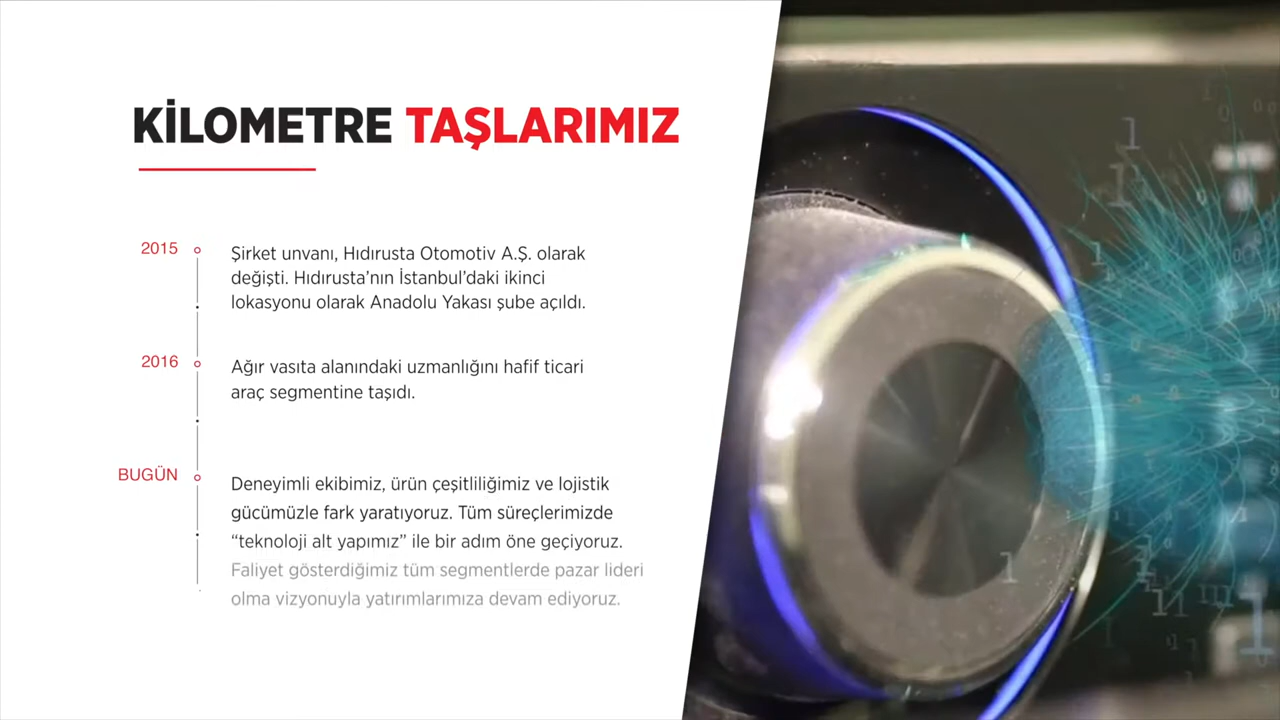 KİLOMETRE TAŞLARIMIZ
2015
Şirket unvanı, Hıdırusta Otomotiv A.Ş. olarak
değişti. Hıdırusta’nın İstanbul’daki ikinci
lokasyonu olarak Anadolu Yakası şube açıldı.
2016
Ağır vasıta alanındaki uzmanlığını hafif ticari
araç segmentine taşıdı.
BUGÜN
Deneyimli ekibimiz, ürün çeşitliliğimiz ve lojistik
gücümüzle fark yaratıyoruz. Tüm süreçlerimizde
“teknoloji alt yapımız” ile bir adım öne geçiyoruz.
Faliyet gösterdiğimiz tüm segmentlerde pazar lideri
olma vizyonuyla yatırımlarımıza devam ediyoruz.